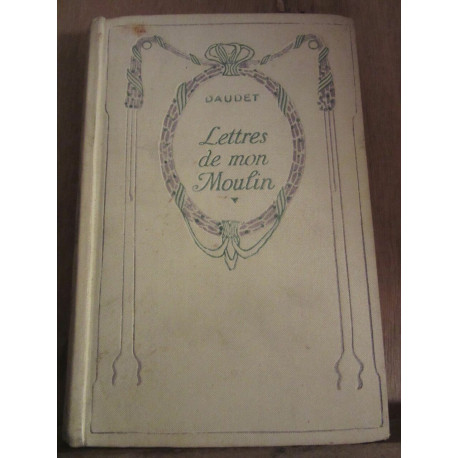 DAUDET
Lettres
de mon
Moulin